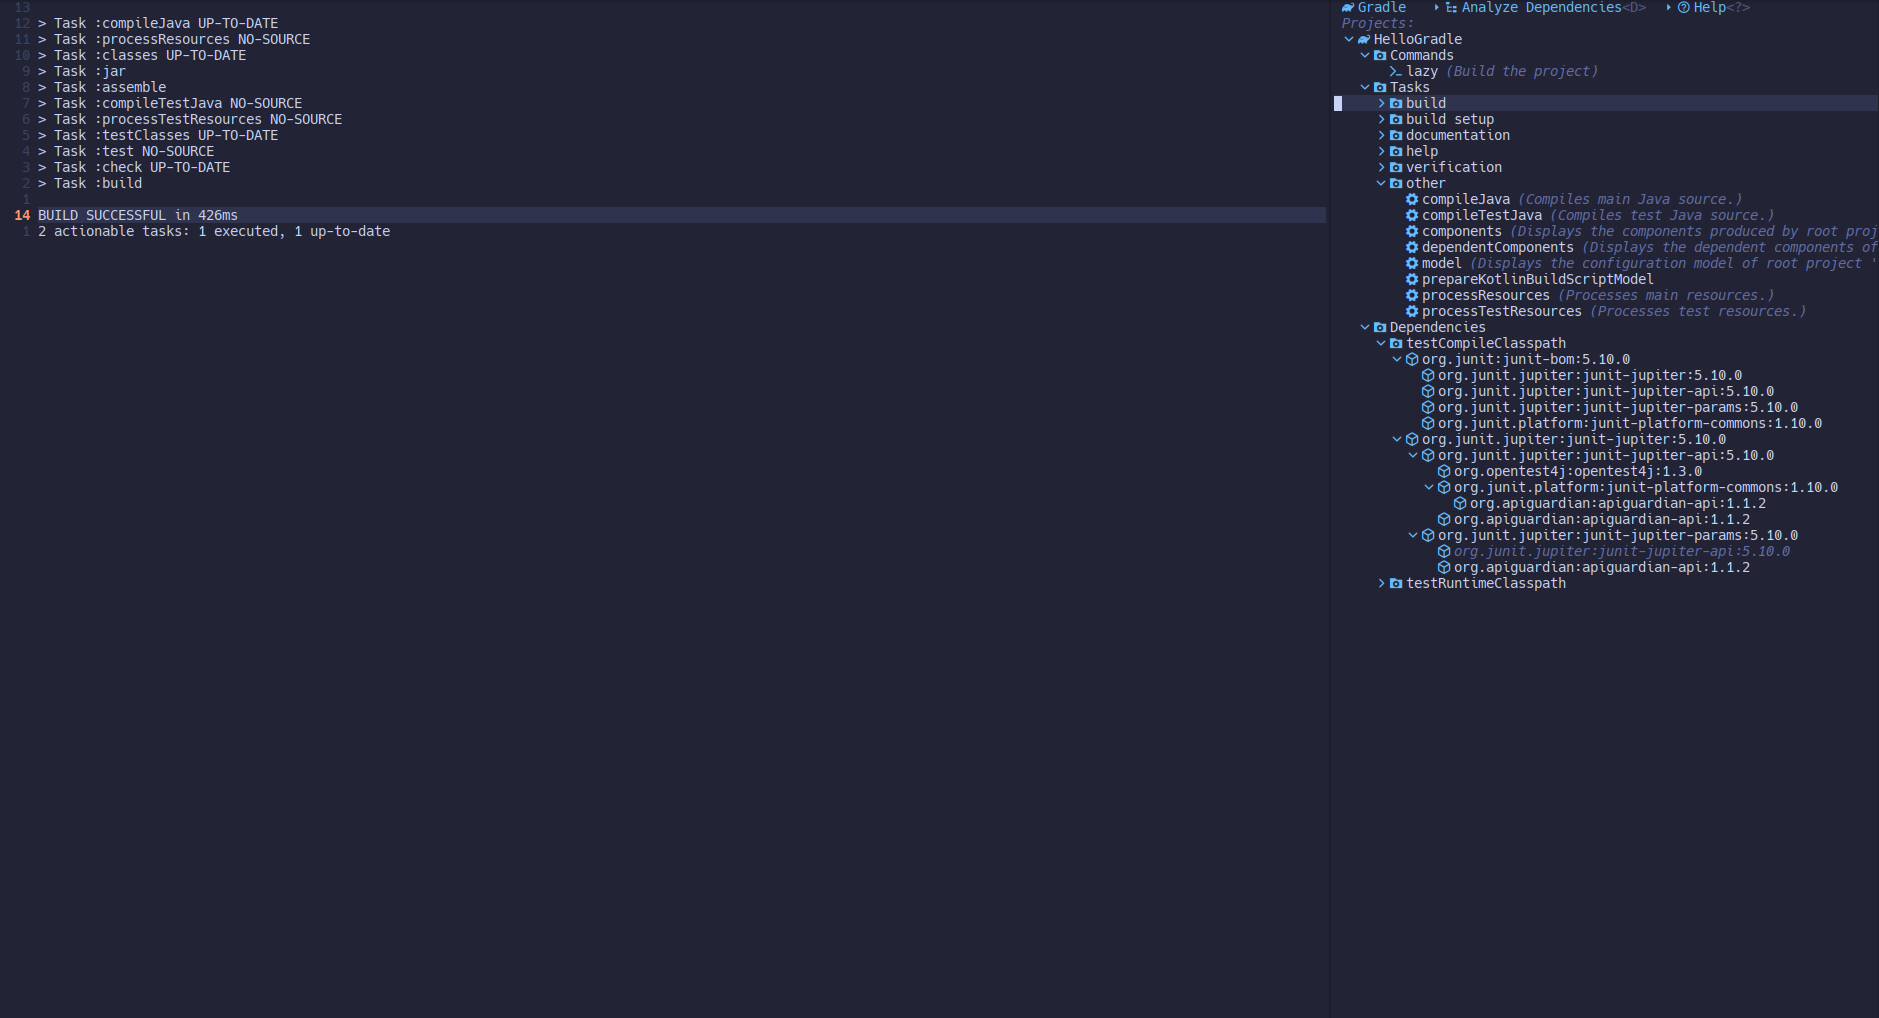 13
12 > Task :compileJava UP-TO-DATE
11 > Task :processResources NO-SOURCE
10 > Task :classes UP-TO-DATE
9 > Task :jar
8 > Task :assemble
7 > Task :compileTestJava NO-SOURCE
6 > Task :processTestResources NO-SOURCE
5 > Task :testClasses UP-TO-DATE
4 > Task :test NO-SOURCE
3 > Task :check UP-TO-DATE
2 > Task :build
1
14 BUILD SUCCESSFUL in 426ms
1 2 actionable tasks: 1 executed, 1 up-to-date
Gradle Analyze Dependencies<D> Help<?>
Projects:
HelloGradle
Commands
lazy (Build the project)
Tasks
build
build setup
documentation
help
verification
other
compileJava (Compiles main Java source.)
compileTestJava (Compiles test Java source.)
components (Displays the components produced by root proj
dependentComponents (Displays the dependent components of
model (Displays the configuration model of root project '
prepareKotlinBuildScriptModel
processResources (Processes main resources.)
processTestResources (Processes test resources.)
Dependencies
testCompileClasspath
org.junit:junit-bom:5.10.0
org.junit.jupiter:junit-jupiter:5.10.0
org.junit.jupiter:junit-jupiter-api:5.10.0
org.junit.jupiter:junit-jupiter-params:5.10.0
org.junit.platform:junit-platform-commons:1.10.0
org.junit.jupiter:junit-jupiter:5.10.0
org.junit.jupiter:junit-jupiter-api:5.10.0
org.opentest4j:opentest4j:1.3.0
org.junit.platform:junit-platform-commons:1.10.0
org.apiguardian:apiguardian-api:1.1.2
org.apiguardian:apiguardian-api:1.1.2
org.junit.jupiter:junit-jupiter-params:5.10.0
org.junit.jupiter:junit-jupiter-api:5.10.0
org.apiguardian:apiguardian-api:1.1.2
testRuntimeClasspath